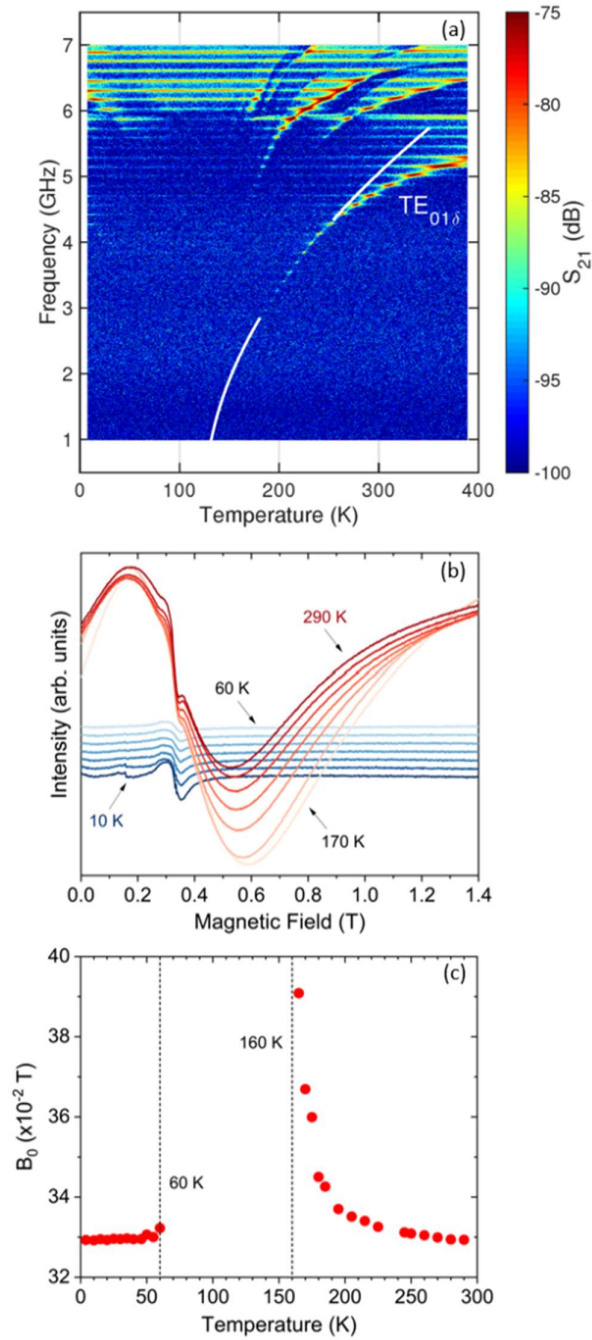 (a)
7
6
5
4
3
2
1
Frequency (GHz)
TE01δ
0 100 200 300 400
Temperature (K)
-75
-80
-85
-90
-95
-100
S21 (dB)
(b)
290 K
60 K
10 K
170 K
Intensity (arb. units)
0.0 0.2 0.4 0.6 0.8 1.0 1.2 1.4
Magnetic Field (T)
(c)
40
38
36
34
32
B0 (x10-2 T)
160 K
60 K
0 50 100 150 200 250 300
Temperature (K)